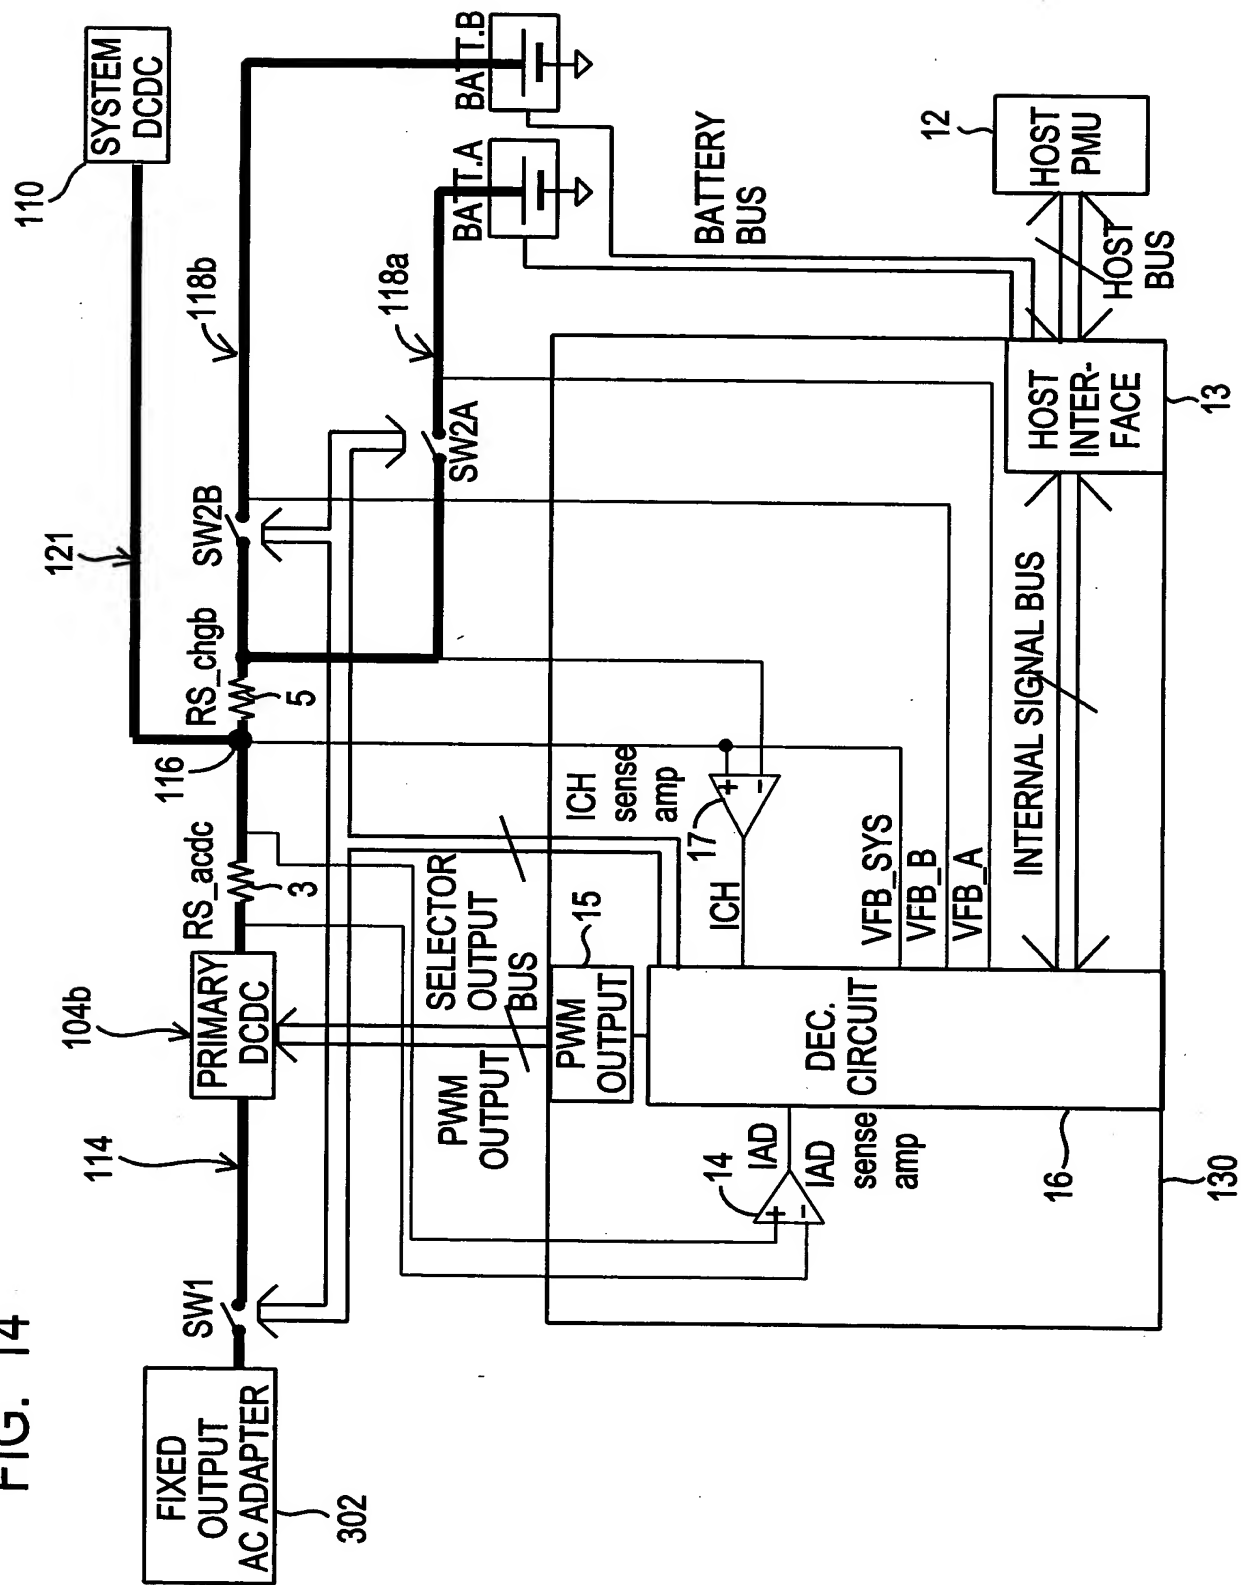 FIG. 14
FIXED
OUTPUT
AC ADAPTER
302
SW1
114
104b
PRIMARY
DCDC
RS_acdc
3
116
RS_chgb
5
121
SW2B
118b
110
SYSTEM
DCDC
SW2A
118a
BATT.A
BATT.B
PWM
OUTPUT
SELECTOR
OUTPUT
BUS
ICH
sense
amp
BATTERY
BUS
12
HOST
PMU
HOST
BUS
14
IAD
IAD
sense
amp
PWM
OUTPUT
15
ICH
17
+
-
+
-
VFB_SYS
VFB_B
VFB_A
DEC.
CIRCUIT
16
INTERNAL SIGNAL BUS
HOST
INTER-
FACE
13
130